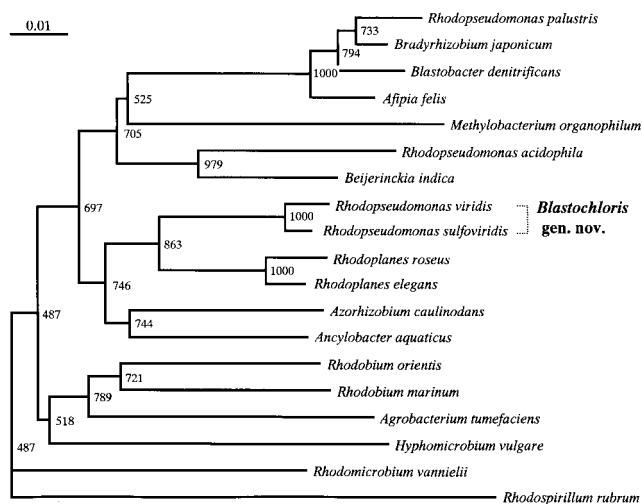 0.01
Rhodopseudomonas palustris
733
Bradyrhizobium japonicum
794
Blastobacter denitrificans
1000
Afipia felis
525
Methylobacterium organophilum
705
Rhodopseudomonas acidophila
979
Beijerinckia indica
697
Rhodopseudomonas viridis
1000
Blastochloris
gen. nov.
Rhodopseudomonas sulfoviridis
863
Rhodoplanes roseus
1000
746
Rhodoplanes elegans
Azorhizobium caulinodans
487
744
Ancylobacter aquaticus
Rhodobium orientis
721
Rhodobium marinum
789
518
Agrobacterium tumefaciens
487
Hyphomicrobium vulgare
Rhodomicrobium vannielii
Rhodospirillum rubrum